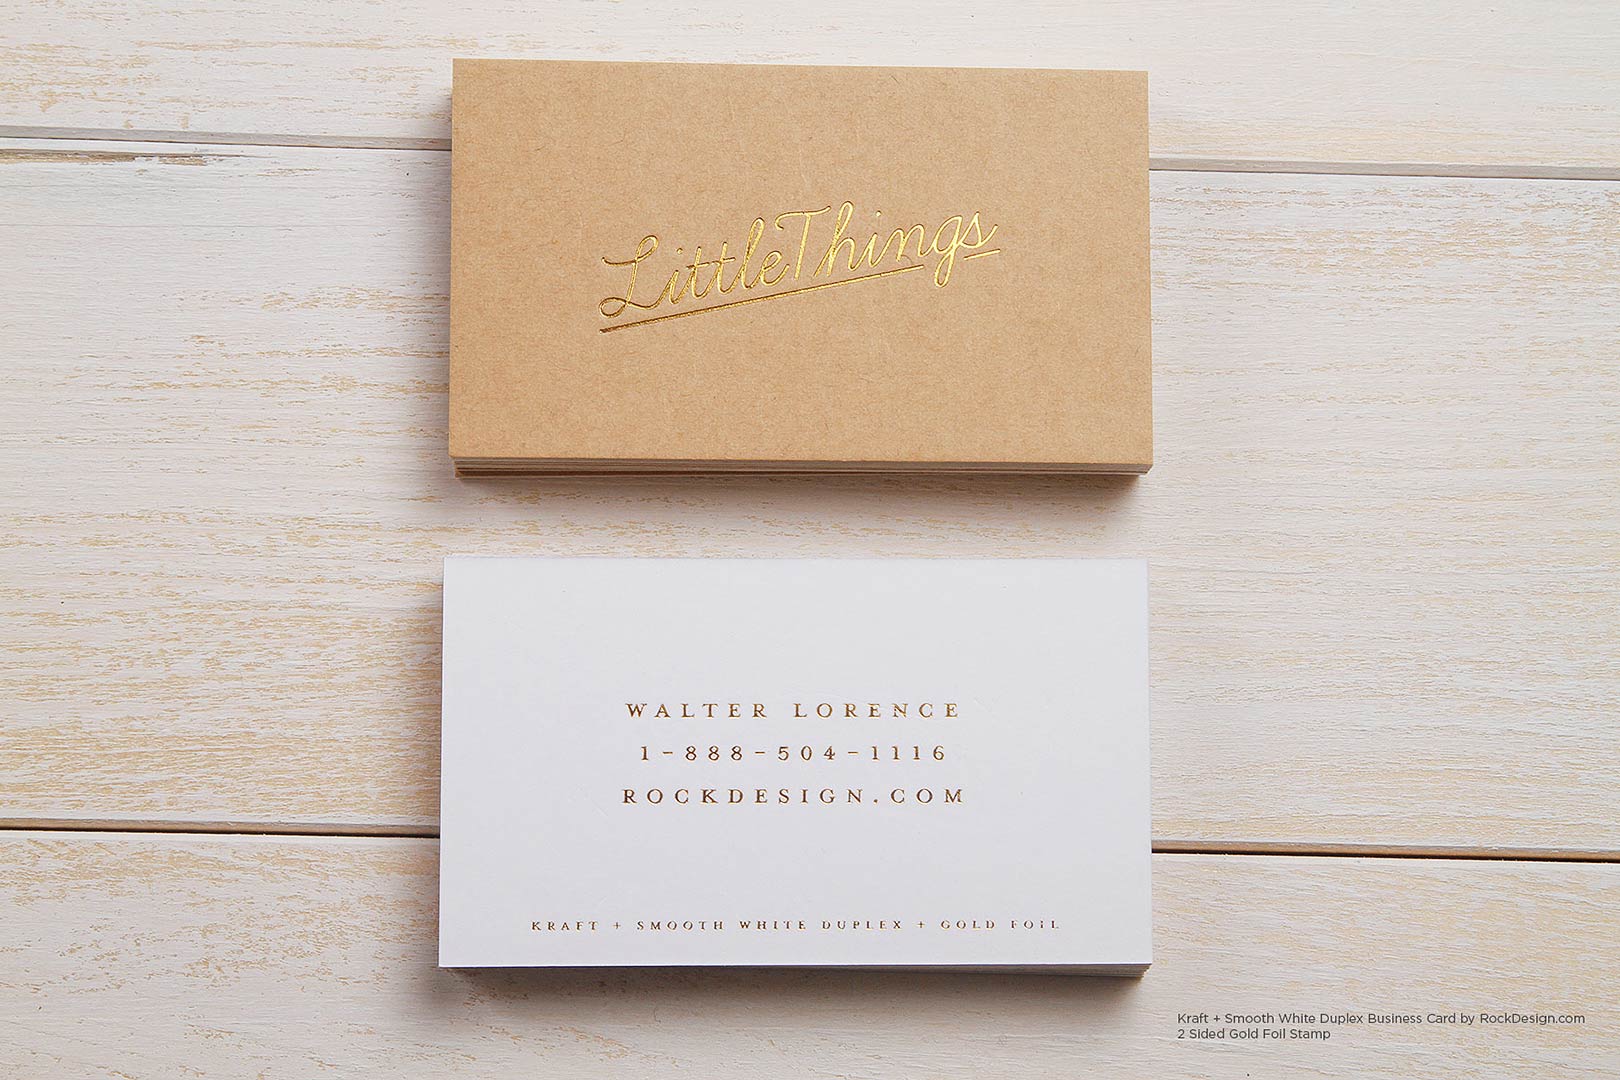 LittleThings
WALTER LORENCE
1-888-504-1116
ROCKDESIGN.COM
KRAFT + SMOOTH WHITE DUPLEX + GOLD FOIL
Kraft + Smooth White Duplex Business Card by RockDesign.com
2 Sided Gold Foil Stamp